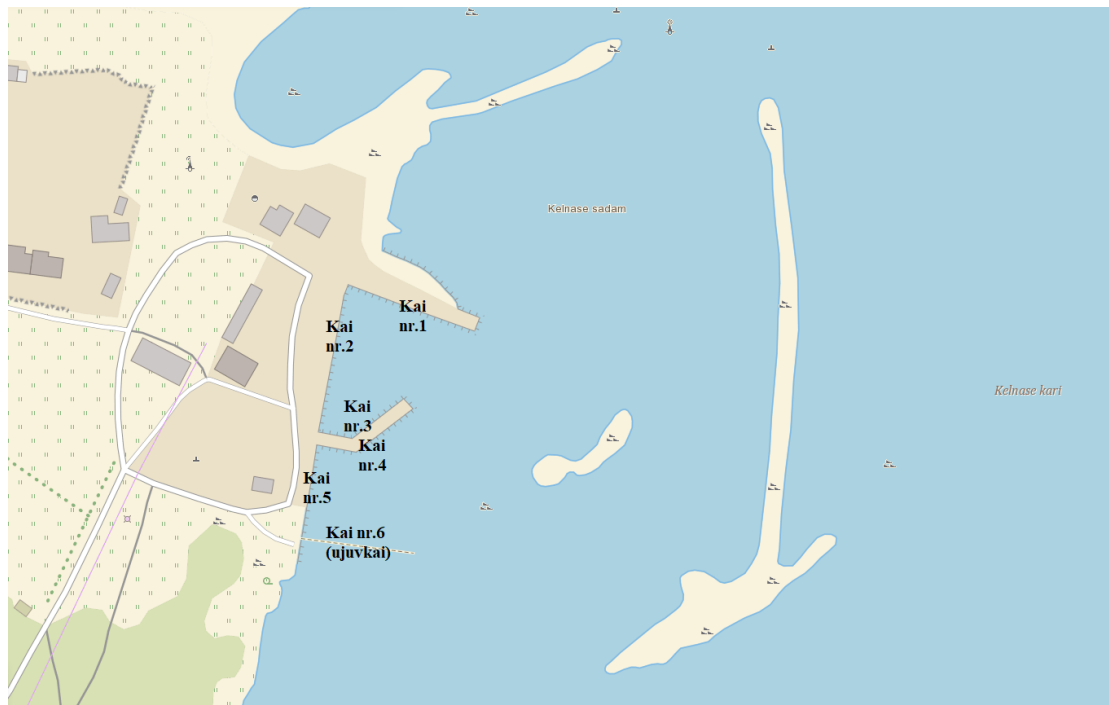 Kelnase sadam
Kai
nr.1
Kai
nr.2
Kelnase kari
Kai
nr.3
Kai
nr.4
Kai
nr.5
Kai nr.6
(ujuvkai)